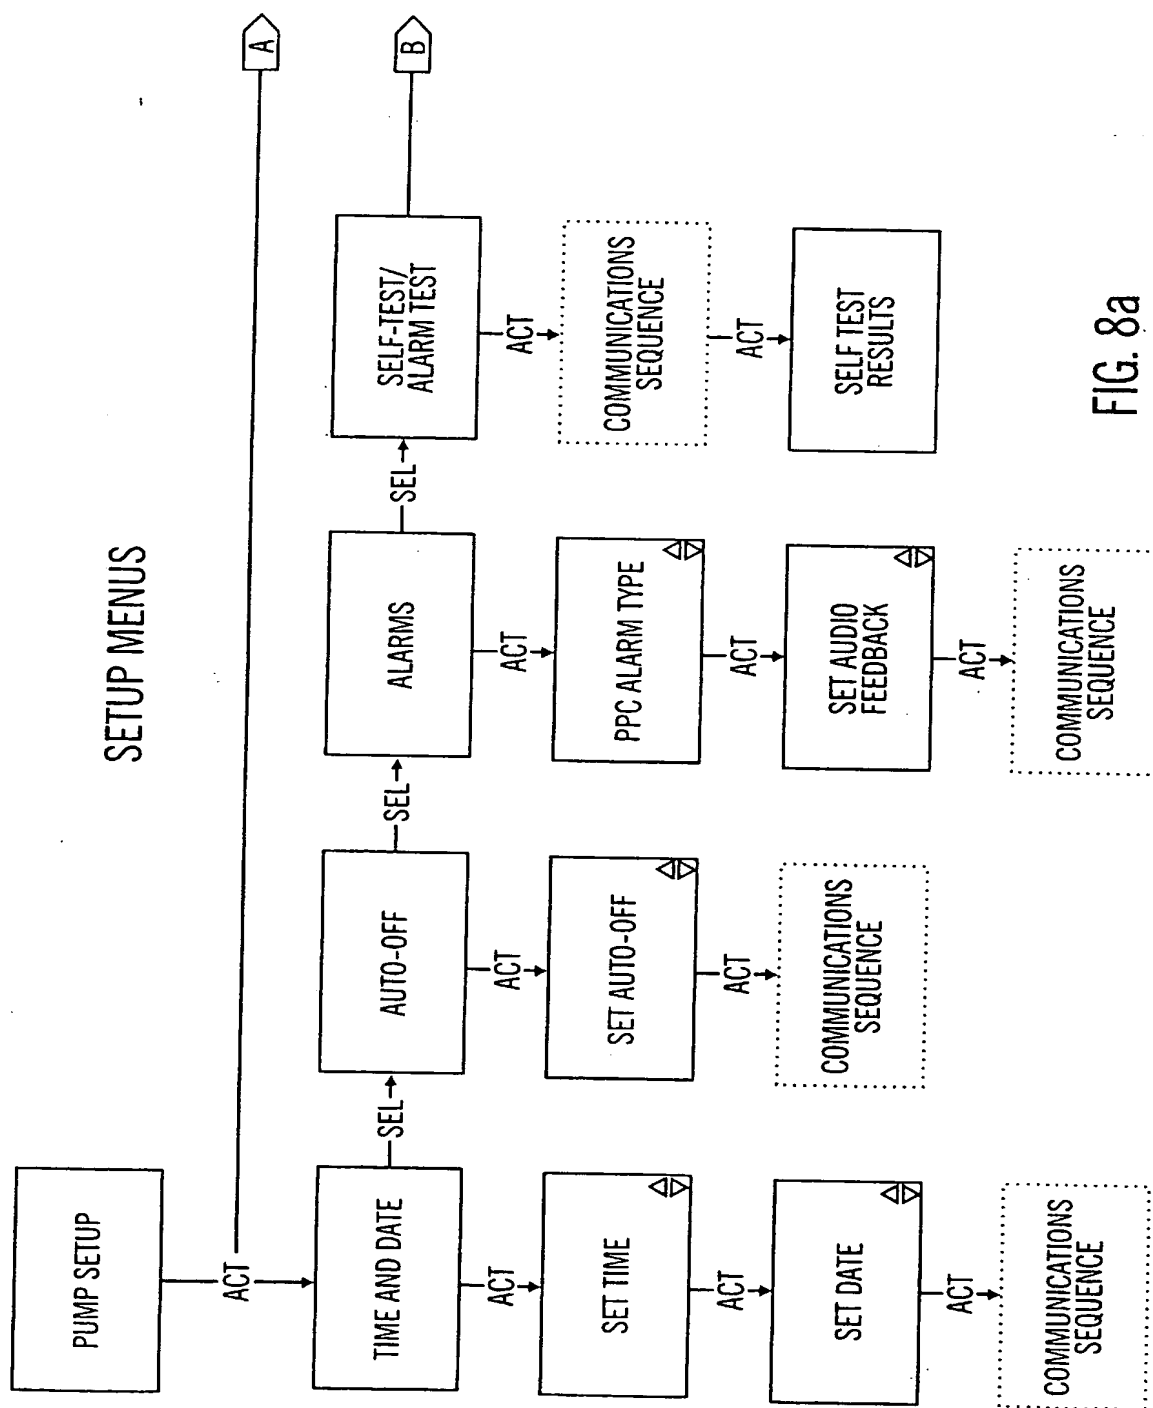 SETUP MENUS
PUMP SETUP
ACT
A
TIME AND DATE
SEL
AUTO-OFF
SEL
ALARMS
SEL
SELF-TEST/
ALARM TEST
B
ACT
ACT
ACT
ACT
SET TIME
SET AUTO-OFF
PPC ALARM TYPE
COMMUNICATIONS
SEQUENCE
ACT
ACT
ACT
ACT
SET DATE
COMMUNICATIONS
SEQUENCE
SET AUDIO
FEEDBACK
SELF TEST
RESULTS
ACT
ACT
COMMUNICATIONS
SEQUENCE
COMMUNICATIONS
SEQUENCE
FIG. 8a